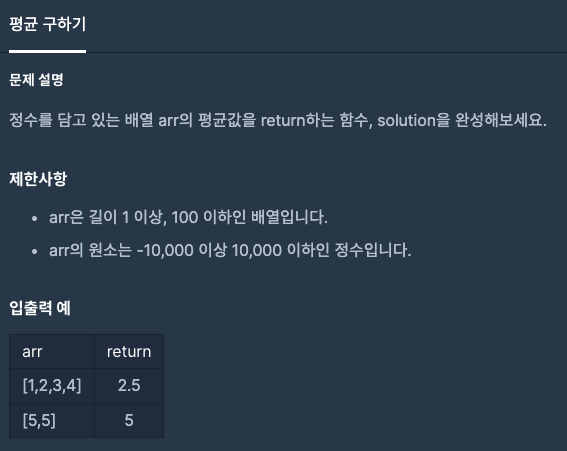 평균 구하기
문제 설명
정수를 담고 있는 배열 arr의 평균값을 return하는 함수, solution을 완성해보세요.
제한사항
• arr은 길이 1 이상, 100 이하인 배열입니다.
• arr의 원소는 -10,000 이상 10,000 이하인 정수입니다.
입출력 예
arr return
[1,2,3,4] 2.5
[5,5] 5